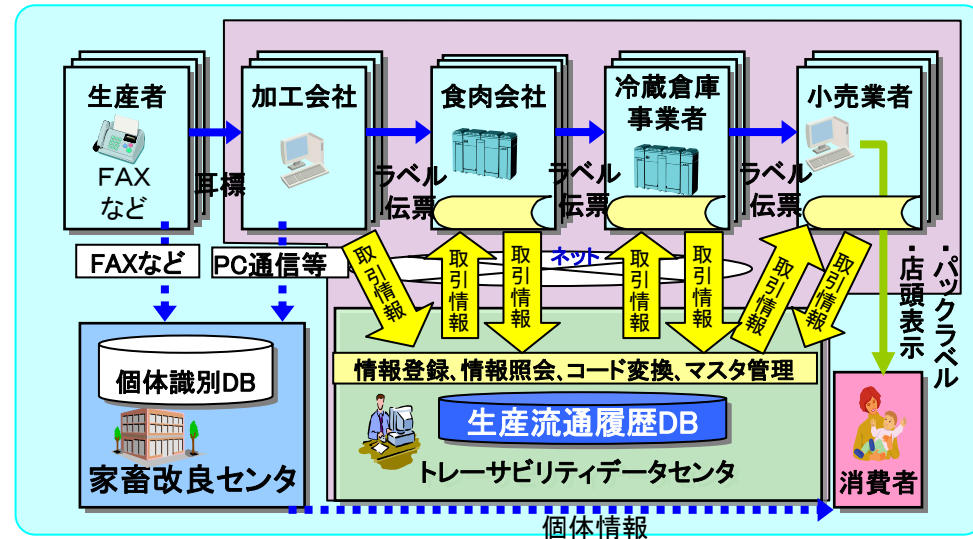 生産者
FAX
など
加工会社
食肉会社
冷蔵倉庫
事業者
小売業者
耳標
ラベル
伝票
ラベル
伝票
ラベル
伝票
FAXなど
PC通信等
ネット
取引情報
取引情報
取引情報
取引情報
取引情報
取引情報
取引情報
・パックラベル
・店頭表示
情報登録、情報照会、コード変換、マスタ管理
個体識別DB
家畜改良センタ
生産流通履歴DB
トレーサビリティデータセンタ
消費者
個体情報